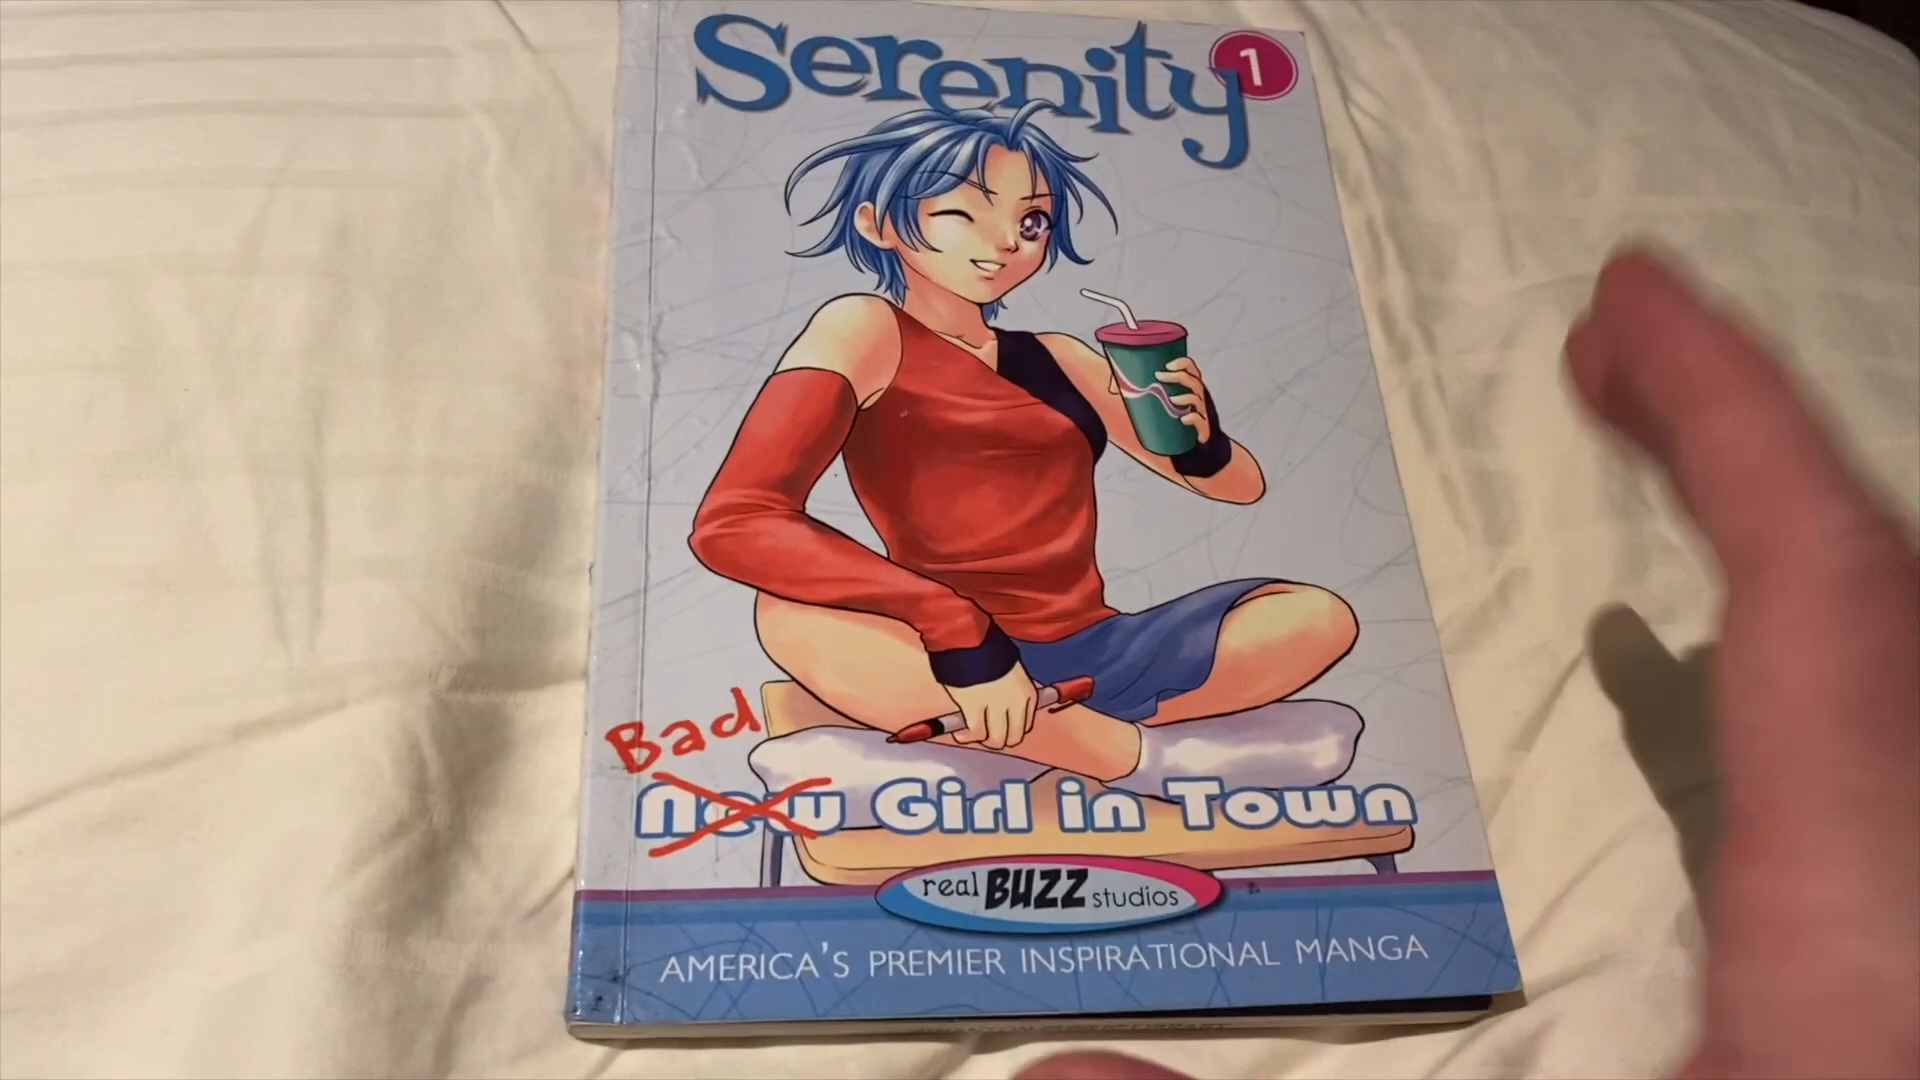 Serenity
1
Bad
New Girl in Town
real BUZZ studios
AMERICA'S PREMIER INSPIRATIONAL MANGA